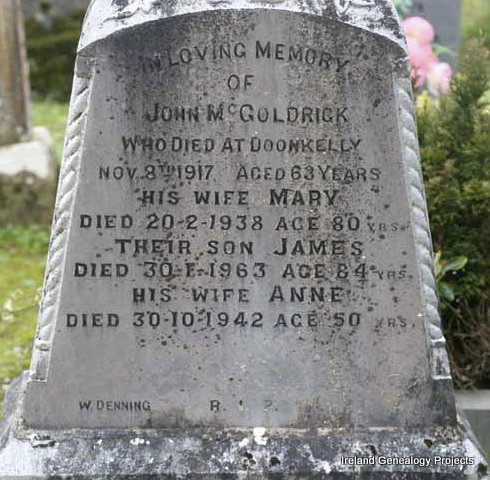 IN LOVING MEMORY
OF
JOHN McGOLDRICK
WHO DIED AT DOONKELLY
NOV. 8TH 1917 AGED 63 YEARS
HIS WIFE MARY
DIED 20-2-1938 AGE 80 YRS.
THEIR SON JAMES
DIED 30-1-1963 AGE 84 YRS.
HIS WIFE ANNE
DIED 30-10-1942 AGE 50 YRS.
W. DENNING R. I. P.
Ireland Genealogy Projects